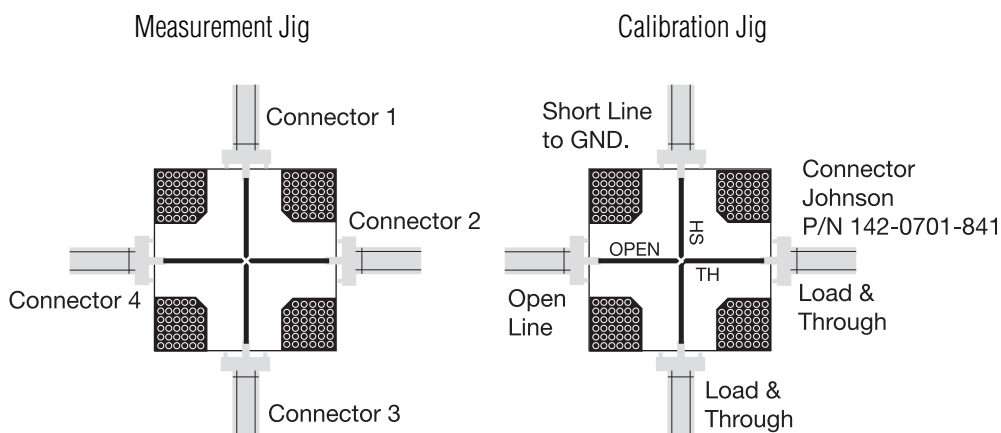 Measurement Jig
Connector 1
Connector 2
Connector 4
Connector 3
Calibration Jig
Short Line
to GND.
Connector
Johnson
P/N 142-0701-841
SH
OPEN
TH
Open
Line
Load &
Through
Load &
Through